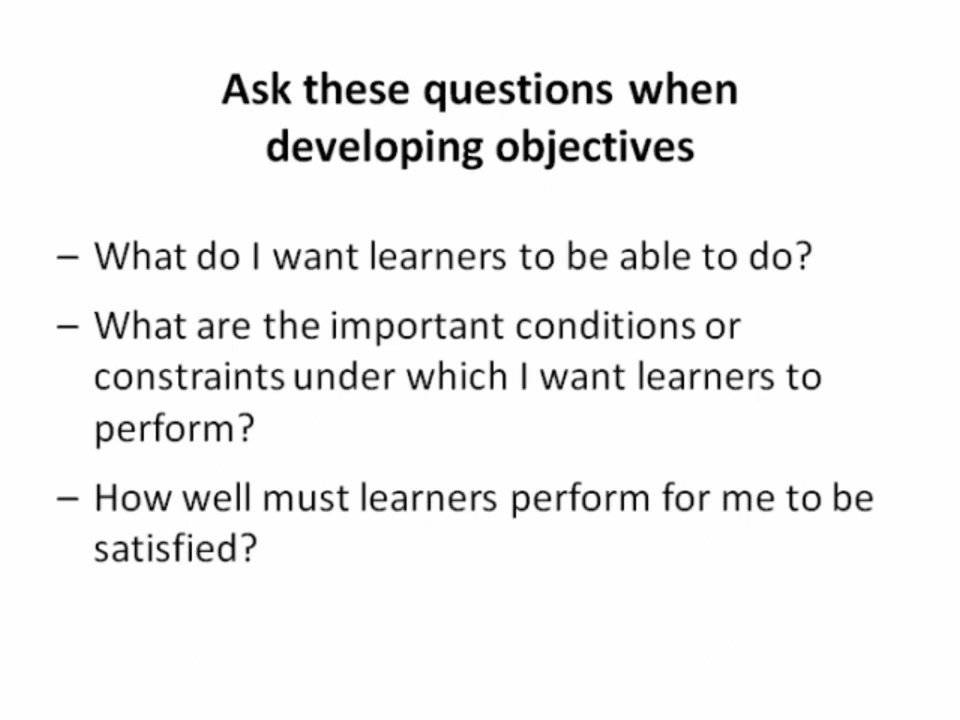 Ask these questions when
developing objectives
– What do I want learners to be able to do?
– What are the important conditions or
constraints under which I want learners to
perform?
– How well must learners perform for me to be
satisfied?